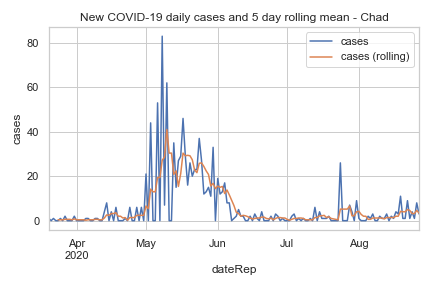 New COVID-19 daily cases and 5 day rolling mean - Chad
cases
cases (rolling)
cases
80
60
40
20
0
Apr
2020
May
Jun
Jul
Aug
dateRep